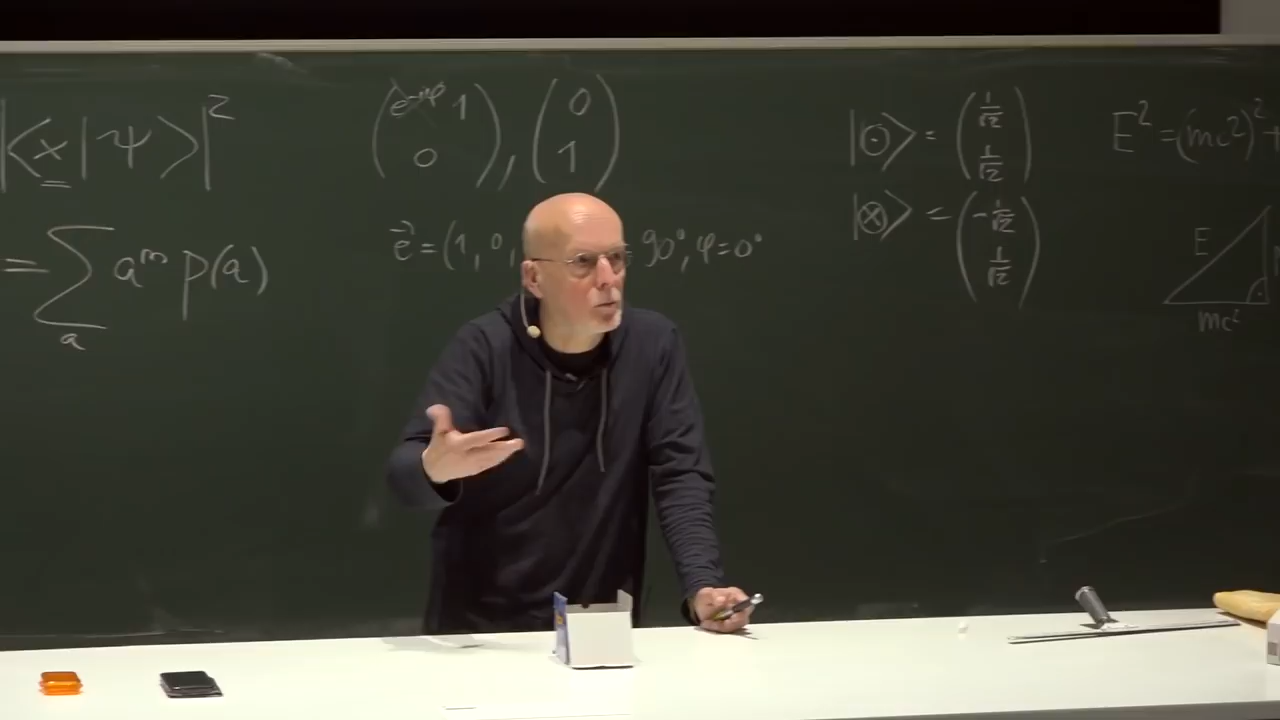 |<x|Ψ>|²
= ∑ₐ aᵐ p(a)
(e⁻ⁱᵠ 1
0), (0
1)
e⃗ = (1, 0, 90°, φ=0°
|⊙> = (1/√2
1/√2)
|⊗> = (-1/√2
1/√2)
E² = (mc²)² +
E
mc²